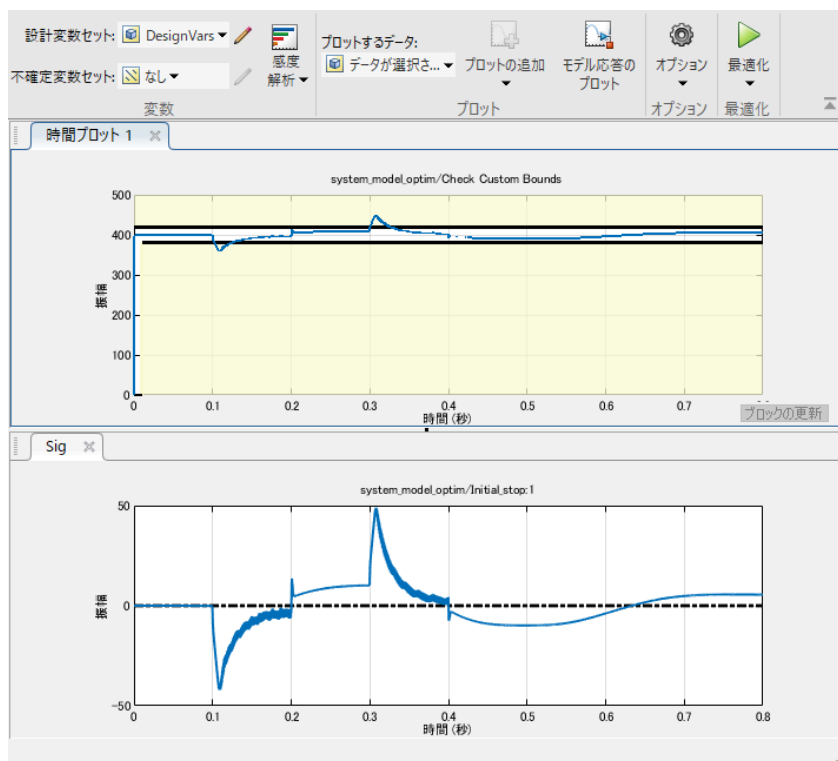 設計変数セット: DesignVars
不確定変数セット: なし
変数
感度
解析
プロットするデータ:
データが選択さ...
プロットの追加
モデル応答の
プロット
プロット
オプション
オプション
最適化
最適化
時間プロット 1
system_model_optim/Check Custom Bounds
500
400
300
200
100
0
振幅
0 0.1 0.2 0.3 0.4 0.5 0.6 0.7
時間 (秒)
ブロックの更新
Sig
system_model_optim/Initial_stop:1
50
0
-50
振幅
0 0.1 0.2 0.3 0.4 0.5 0.6 0.7 0.8
時間 (秒)